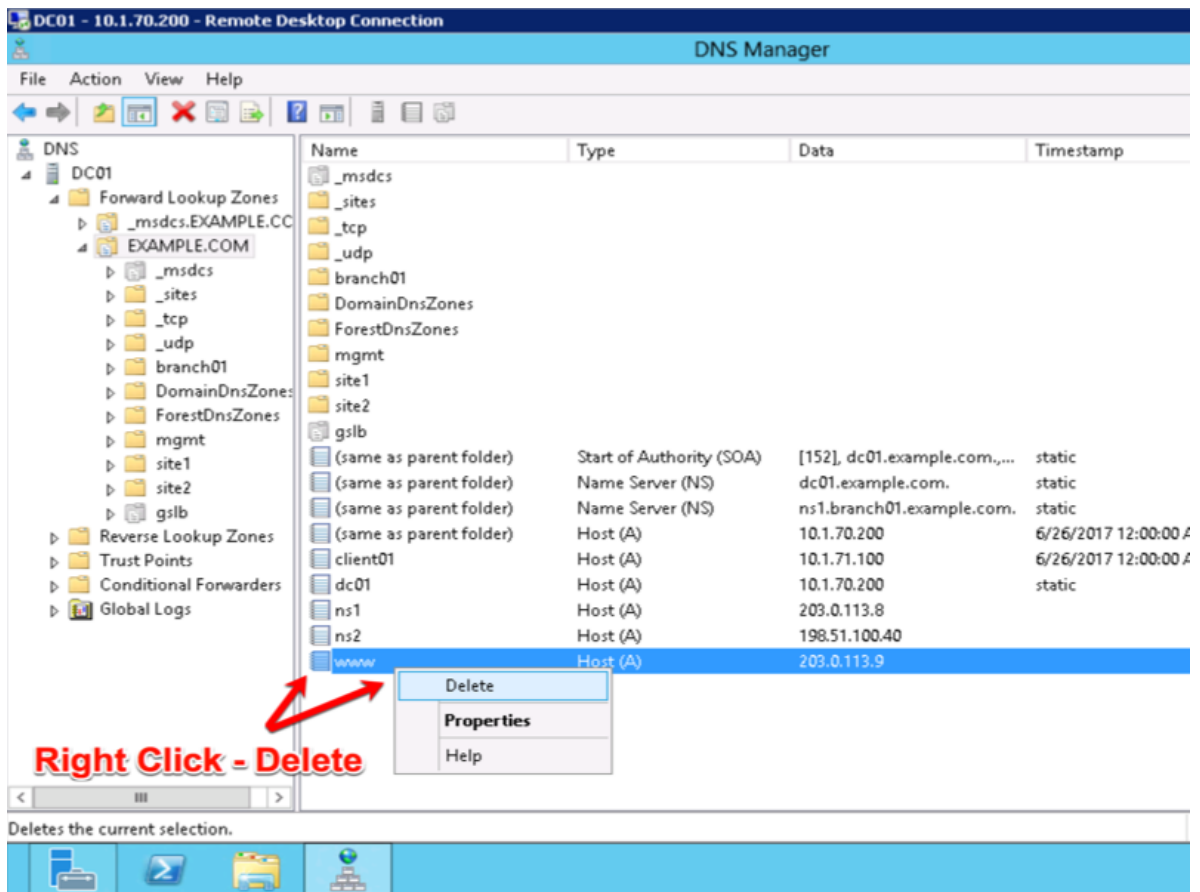 DC01 - 10.1.70.200 - Remote Desktop Connection
DNS Manager
File Action View Help
DNS
DC01
Forward Lookup Zones
_msdcs.EXAMPLE.CC
EXAMPLE.COM
_msdcs
_sites
_tcp
_udp
branch01
DomainDnsZones
ForestDnsZones
mgmt
site1
site2
gslb
Reverse Lookup Zones
Trust Points
Conditional Forwarders
Global Logs
Name Type Data Timestamp
_msdcs
_sites
_tcp
_udp
branch01
DomainDnsZones
ForestDnsZones
mgmt
site1
site2
gslb
(same as parent folder) Start of Authority (SOA) [152], dc01.example.com.,... static
(same as parent folder) Name Server (NS) dc01.example.com. static
(same as parent folder) Name Server (NS) ns1.branch01.example.com. static
(same as parent folder) Host (A) 10.1.70.200 6/26/2017 12:00:00 A
client01 Host (A) 10.1.71.100 6/26/2017 12:00:00 A
dc01 Host (A) 10.1.70.200 static
ns1 Host (A) 203.0.113.8
ns2 Host (A) 198.51.100.40
www Host (A) 203.0.113.9
Delete
Properties
Help
Right Click - Delete
Deletes the current selection.